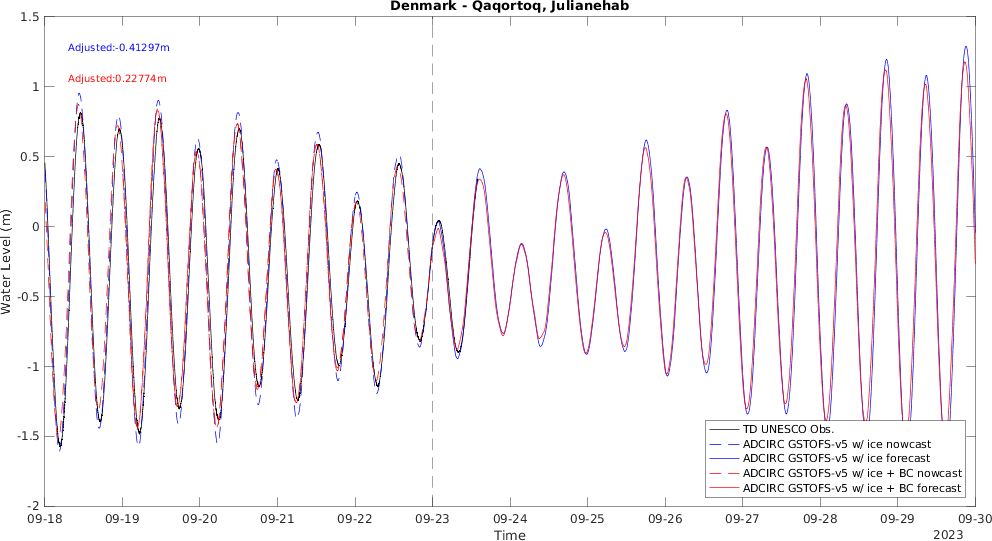 Denmark - Qaqortoq, Julianehab
Adjusted:-0.41297m
Adjusted:0.22774m
1.5
1
0.5
0
-0.5
-1
-1.5
-2
Water Level (m)
TD UNESCO Obs.
ADCIRC GSTOFS-v5 w/ ice nowcast
ADCIRC GSTOFS-v5 w/ ice forecast
ADCIRC GSTOFS-v5 w/ ice + BC nowcast
ADCIRC GSTOFS-v5 w/ ice + BC forecast
09-18 09-19 09-20 09-21 09-22 09-23 09-24 09-25 09-26 09-27 09-28 09-29 09-30
Time
2023